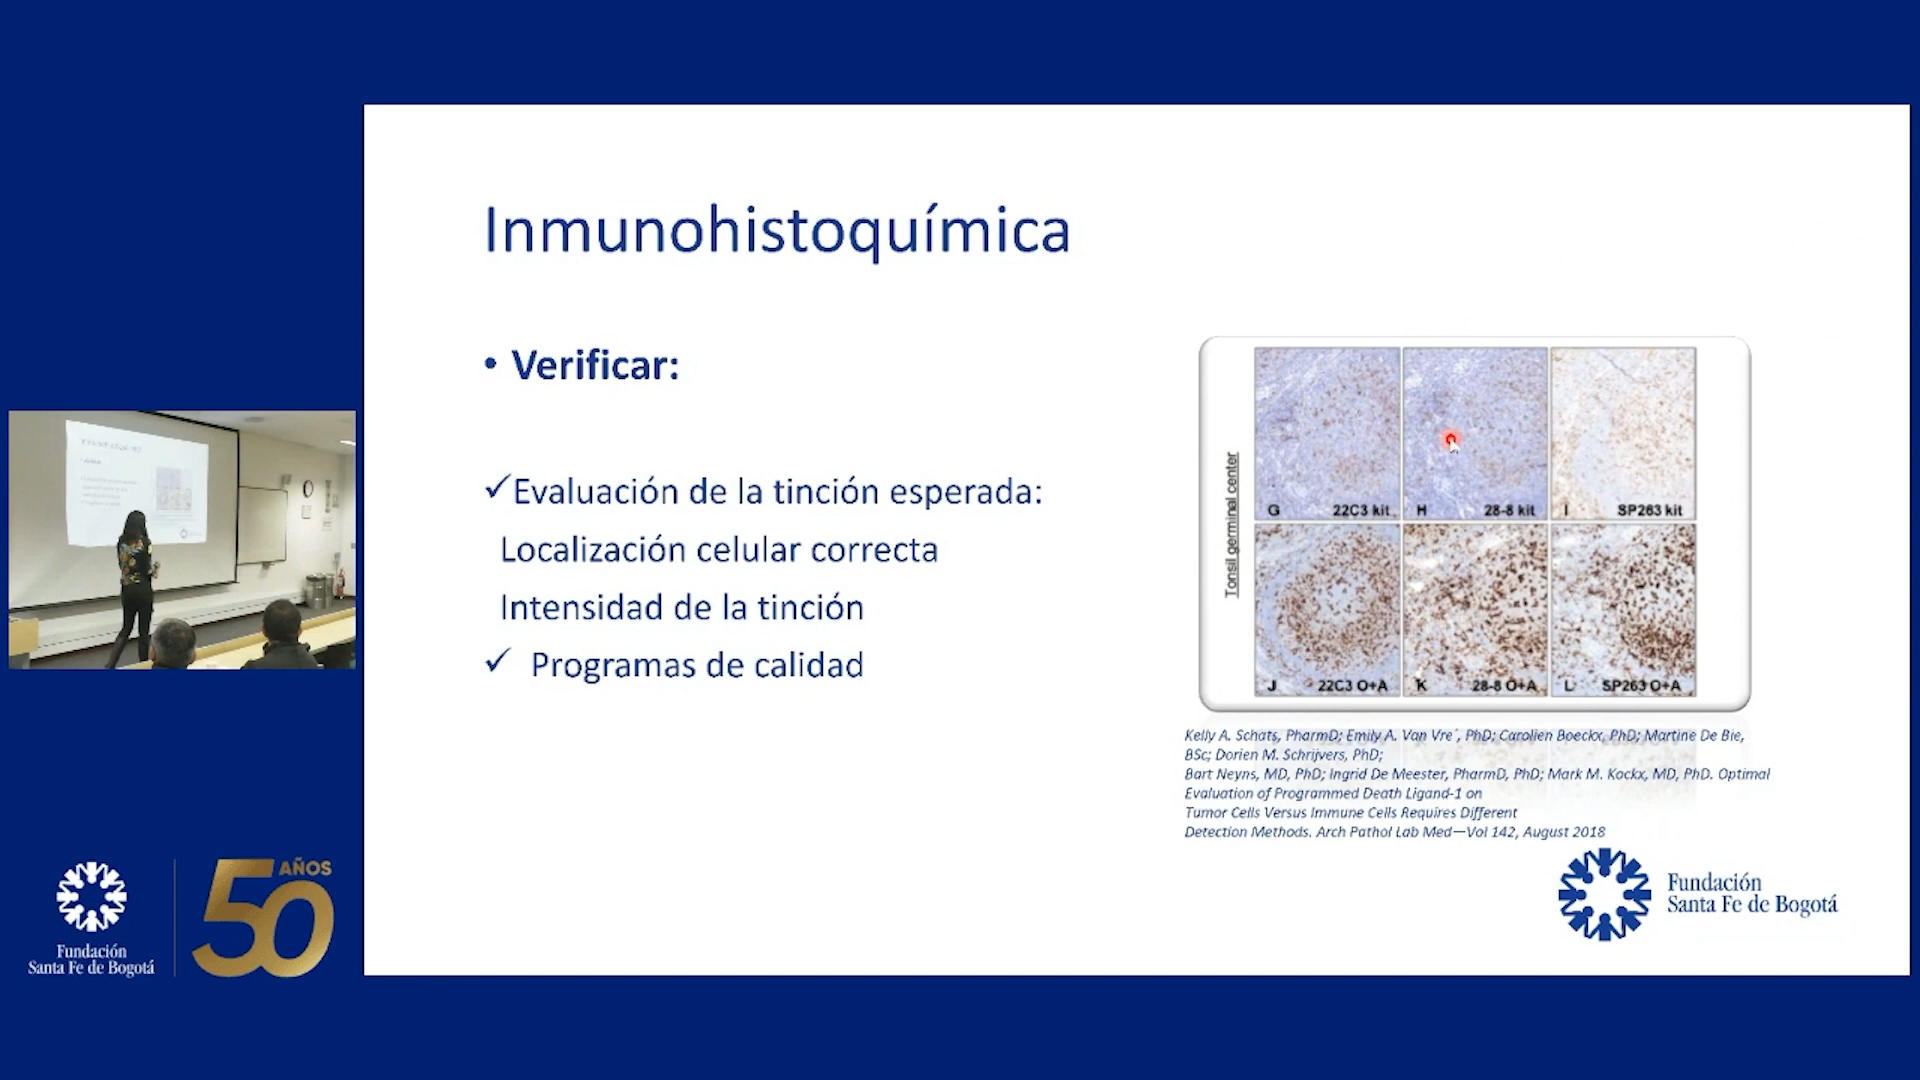 Inmunohistoquímica
• Verificar:
✓Evaluación de la tinción esperada:
Localización celular correcta
Intensidad de la tinción
✓ Programas de calidad
Tonsil germinal center
G 22C3 kit H 28-8 kit I SP263 kit
J 22C3 O+A K 28-8 O+A L SP263 O+A
Kelly A. Schats, PharmD; Emily A. Van Vre´, PhD; Carolien Boeckx, PhD; Martine De Bie,
BSc; Dorien M. Schrijvers, PhD;
Bart Neyns, MD, PhD; Ingrid De Meester, PharmD, PhD; Mark M. Kockx, MD, PhD. Optimal
Evaluation of Programmed Death Ligand-1 on
Tumor Cells Versus Immune Cells Requires Different
Detection Methods. Arch Pathol Lab Med—Vol 142, August 2018
Fundación
Santa Fe de Bogotá
Fundación
Santa Fe de Bogotá
50 AÑOS